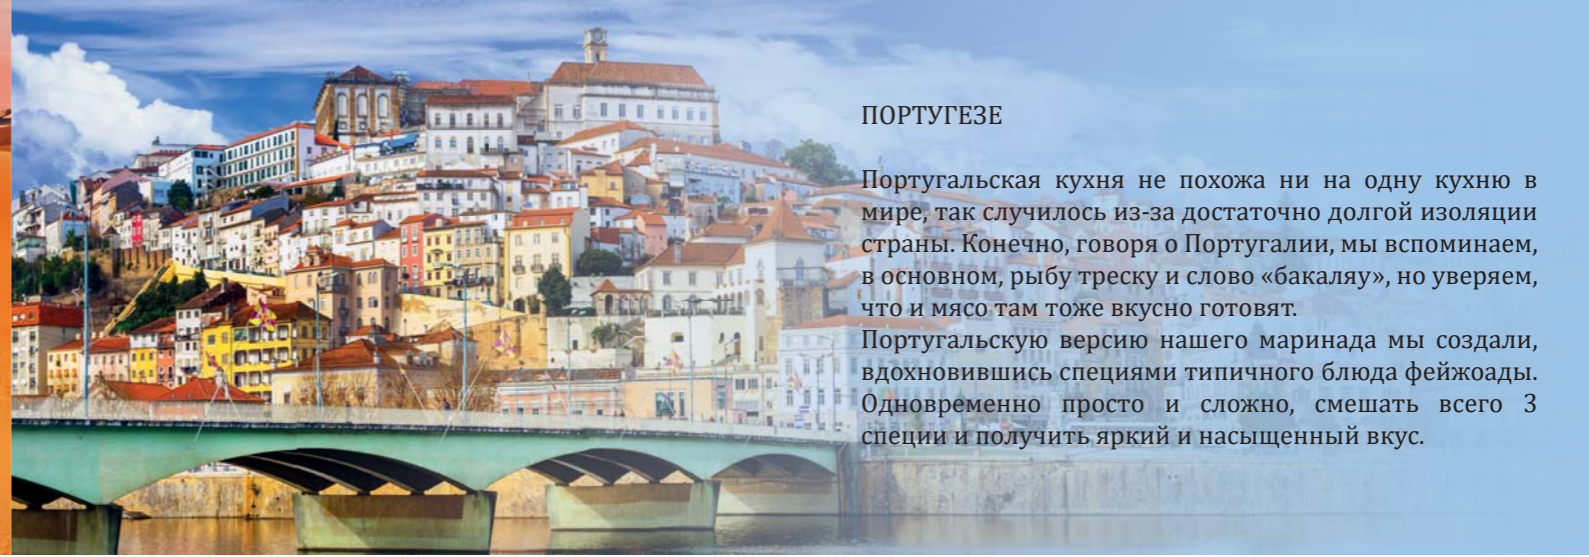 ПОРТУГЕЗЕ
Португальская кухня не похожа ни на одну кухню в
мире, так случилось из-за достаточно долгой изоляции
страны. Конечно, говоря о Португалии, мы вспоминаем,
в основном, рыбу треску и слово «бакаляу», но уверяем,
что и мясо там тоже вкусно готовят.
Португальскую версию нашего маринада мы создали,
вдохновившись специями типичного блюда фейжоады.
Одновременно просто и сложно, смешать всего 3
специи и получить яркий и насыщенный вкус.